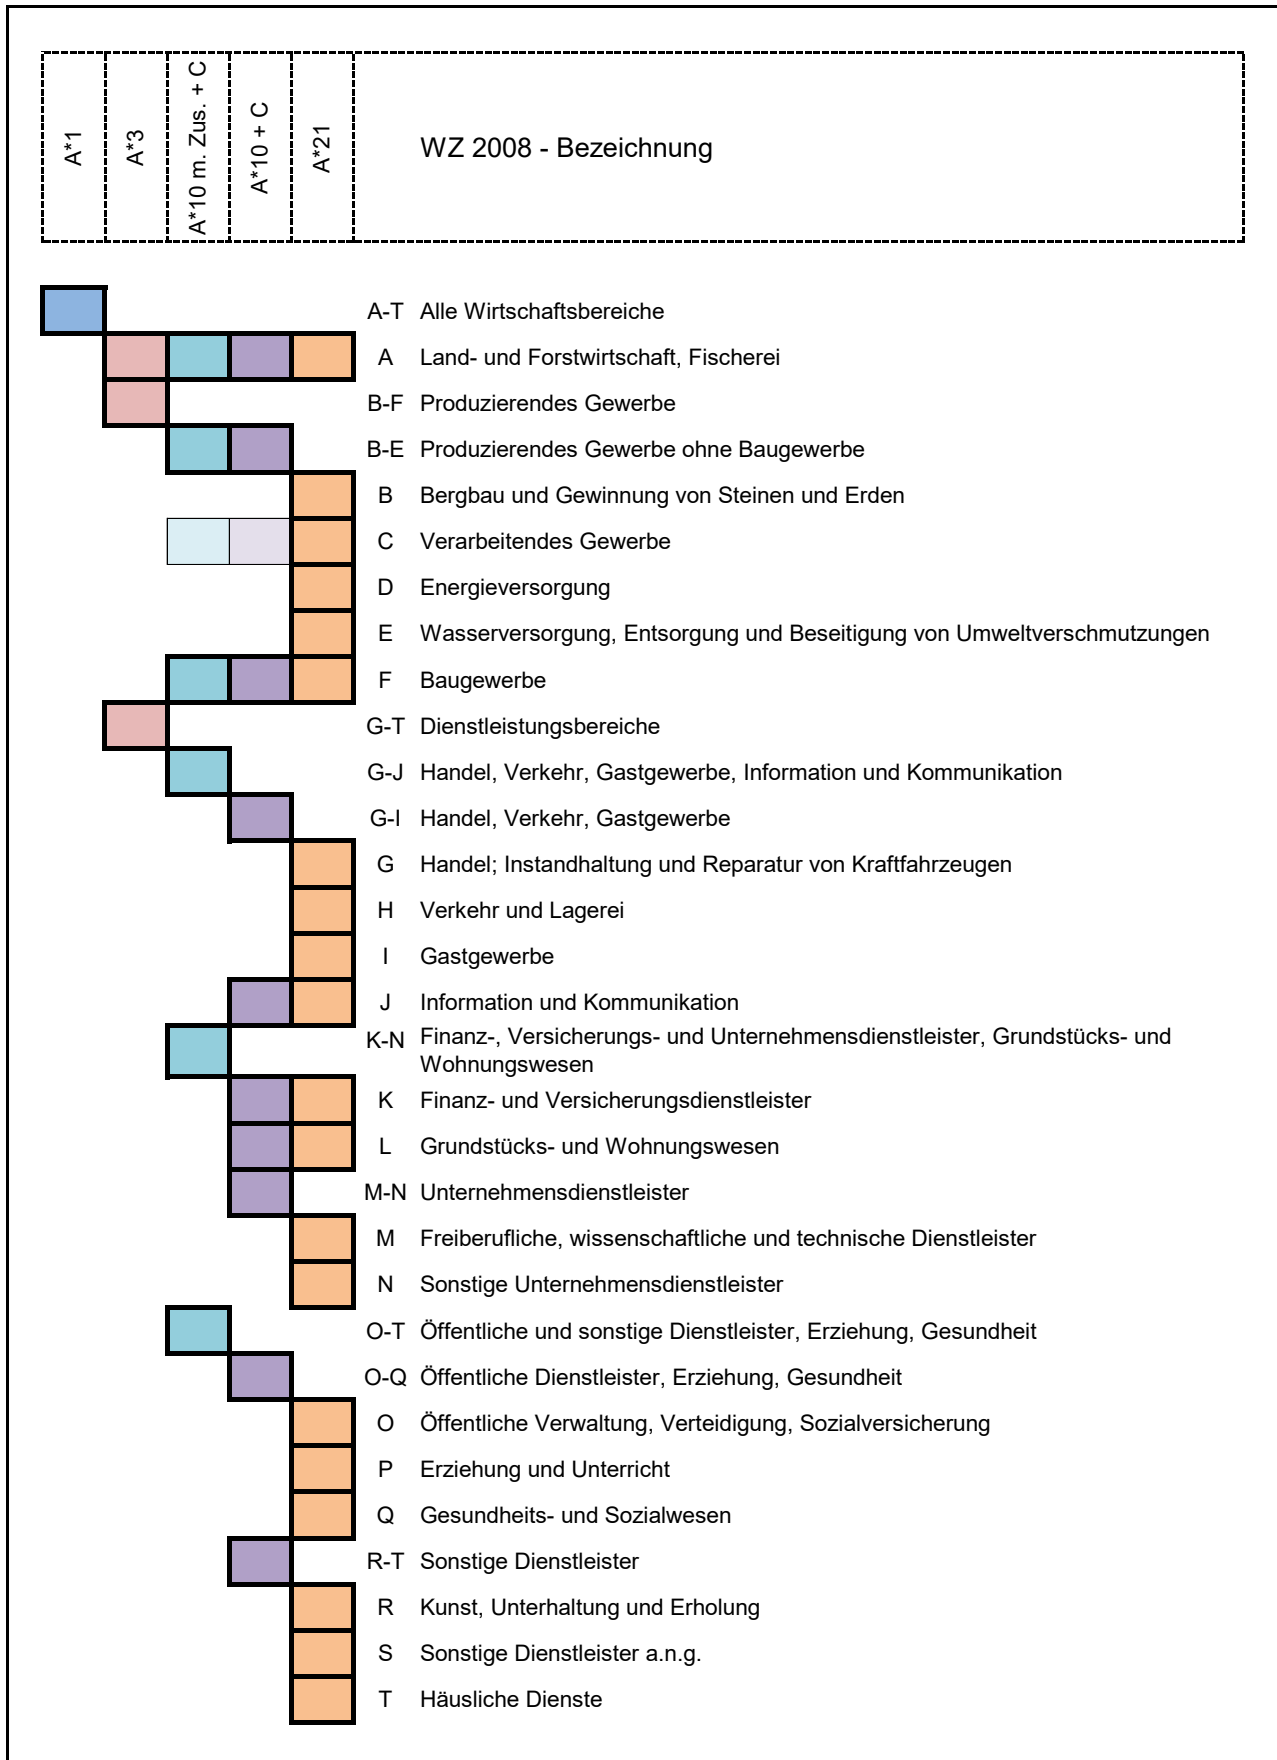 A*1
A*3
A*10 m. Zus. + C
A*10 + C
A*21
WZ 2008 - Bezeichnung
A-T Alle Wirtschaftsbereiche
A Land- und Forstwirtschaft, Fischerei
B-F Produzierendes Gewerbe
B-E Produzierendes Gewerbe ohne Baugewerbe
B Bergbau und Gewinnung von Steinen und Erden
C Verarbeitendes Gewerbe
D Energieversorgung
E Wasserversorgung, Entsorgung und Beseitigung von Umweltverschmutzungen
F Baugewerbe
G-T Dienstleistungsbereiche
G-J Handel, Verkehr, Gastgewerbe, Information und Kommunikation
G-I Handel, Verkehr, Gastgewerbe
G Handel; Instandhaltung und Reparatur von Kraftfahrzeugen
H Verkehr und Lagerei
I Gastgewerbe
J Information und Kommunikation
K-N Finanz-, Versicherungs- und Unternehmensdienstleister, Grundstücks- und
Wohnungswesen
K Finanz- und Versicherungsdienstleister
L Grundstücks- und Wohnungswesen
M-N Unternehmensdienstleister
M Freiberufliche, wissenschaftliche und technische Dienstleister
N Sonstige Unternehmensdienstleister
O-T Öffentliche und sonstige Dienstleister, Erziehung, Gesundheit
O-Q Öffentliche Dienstleister, Erziehung, Gesundheit
O Öffentliche Verwaltung, Verteidigung, Sozialversicherung
P Erziehung und Unterricht
Q Gesundheits- und Sozialwesen
R-T Sonstige Dienstleister
R Kunst, Unterhaltung und Erholung
S Sonstige Dienstleister a.n.g.
T Häusliche Dienste